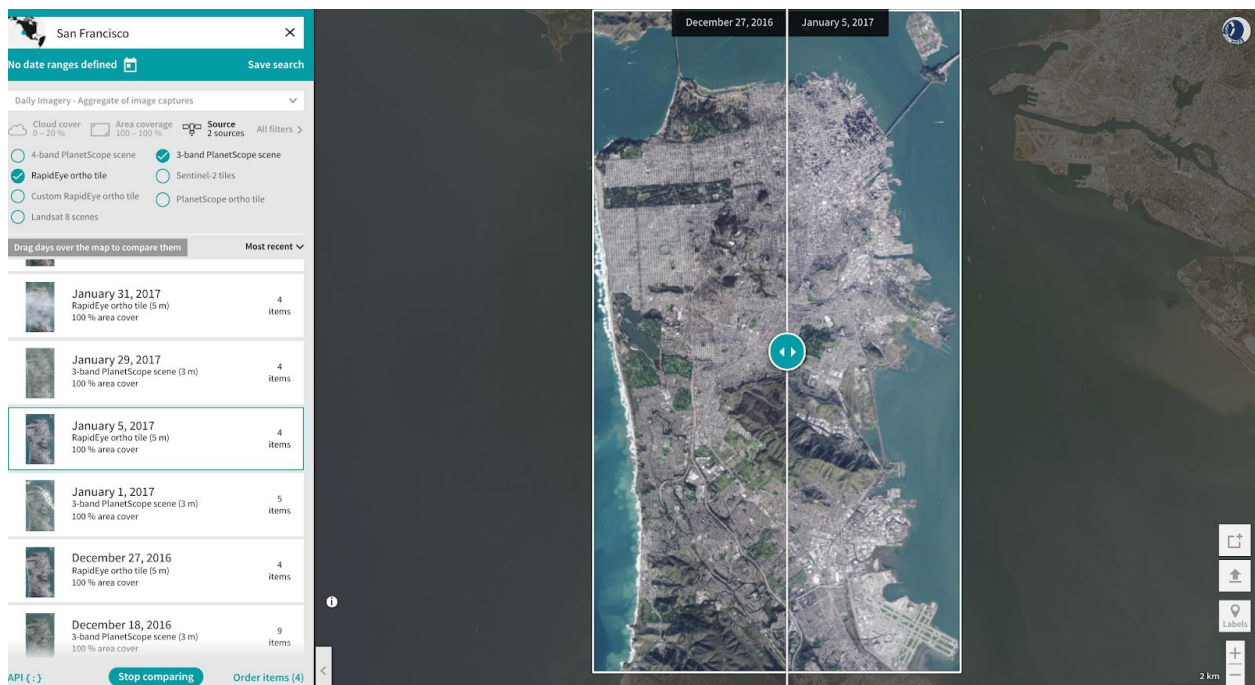 San Francisco
No date ranges defined
Save search
Daily Imagery - Aggregate of image captures
Cloud cover
0 - 20 %
Area coverage
100 - 100 %
Source
2 sources
All filters
4-band PlanetScope scene
3-band PlanetScope scene
RapidEye ortho tile
Sentinel-2 tiles
Custom RapidEye ortho tile
PlanetScope ortho tile
Landsat 8 scenes
Drag days over the map to compare them
Most recent
January 31, 2017
RapidEye ortho tile (5 m)
100 % area cover
4
items
January 29, 2017
3-band PlanetScope scene (3 m)
100 % area cover
4
items
January 5, 2017
RapidEye ortho tile (5 m)
100 % area cover
4
items
January 1, 2017
3-band PlanetScope scene (3 m)
100 % area cover
5
items
December 27, 2016
RapidEye ortho tile (5 m)
100 % area cover
4
items
December 18, 2016
3-band PlanetScope scene (3 m)
100 % area cover
9
items
API { : }
Stop comparing
Order items (4)
December 27, 2016
January 5, 2017
Labels
2 km